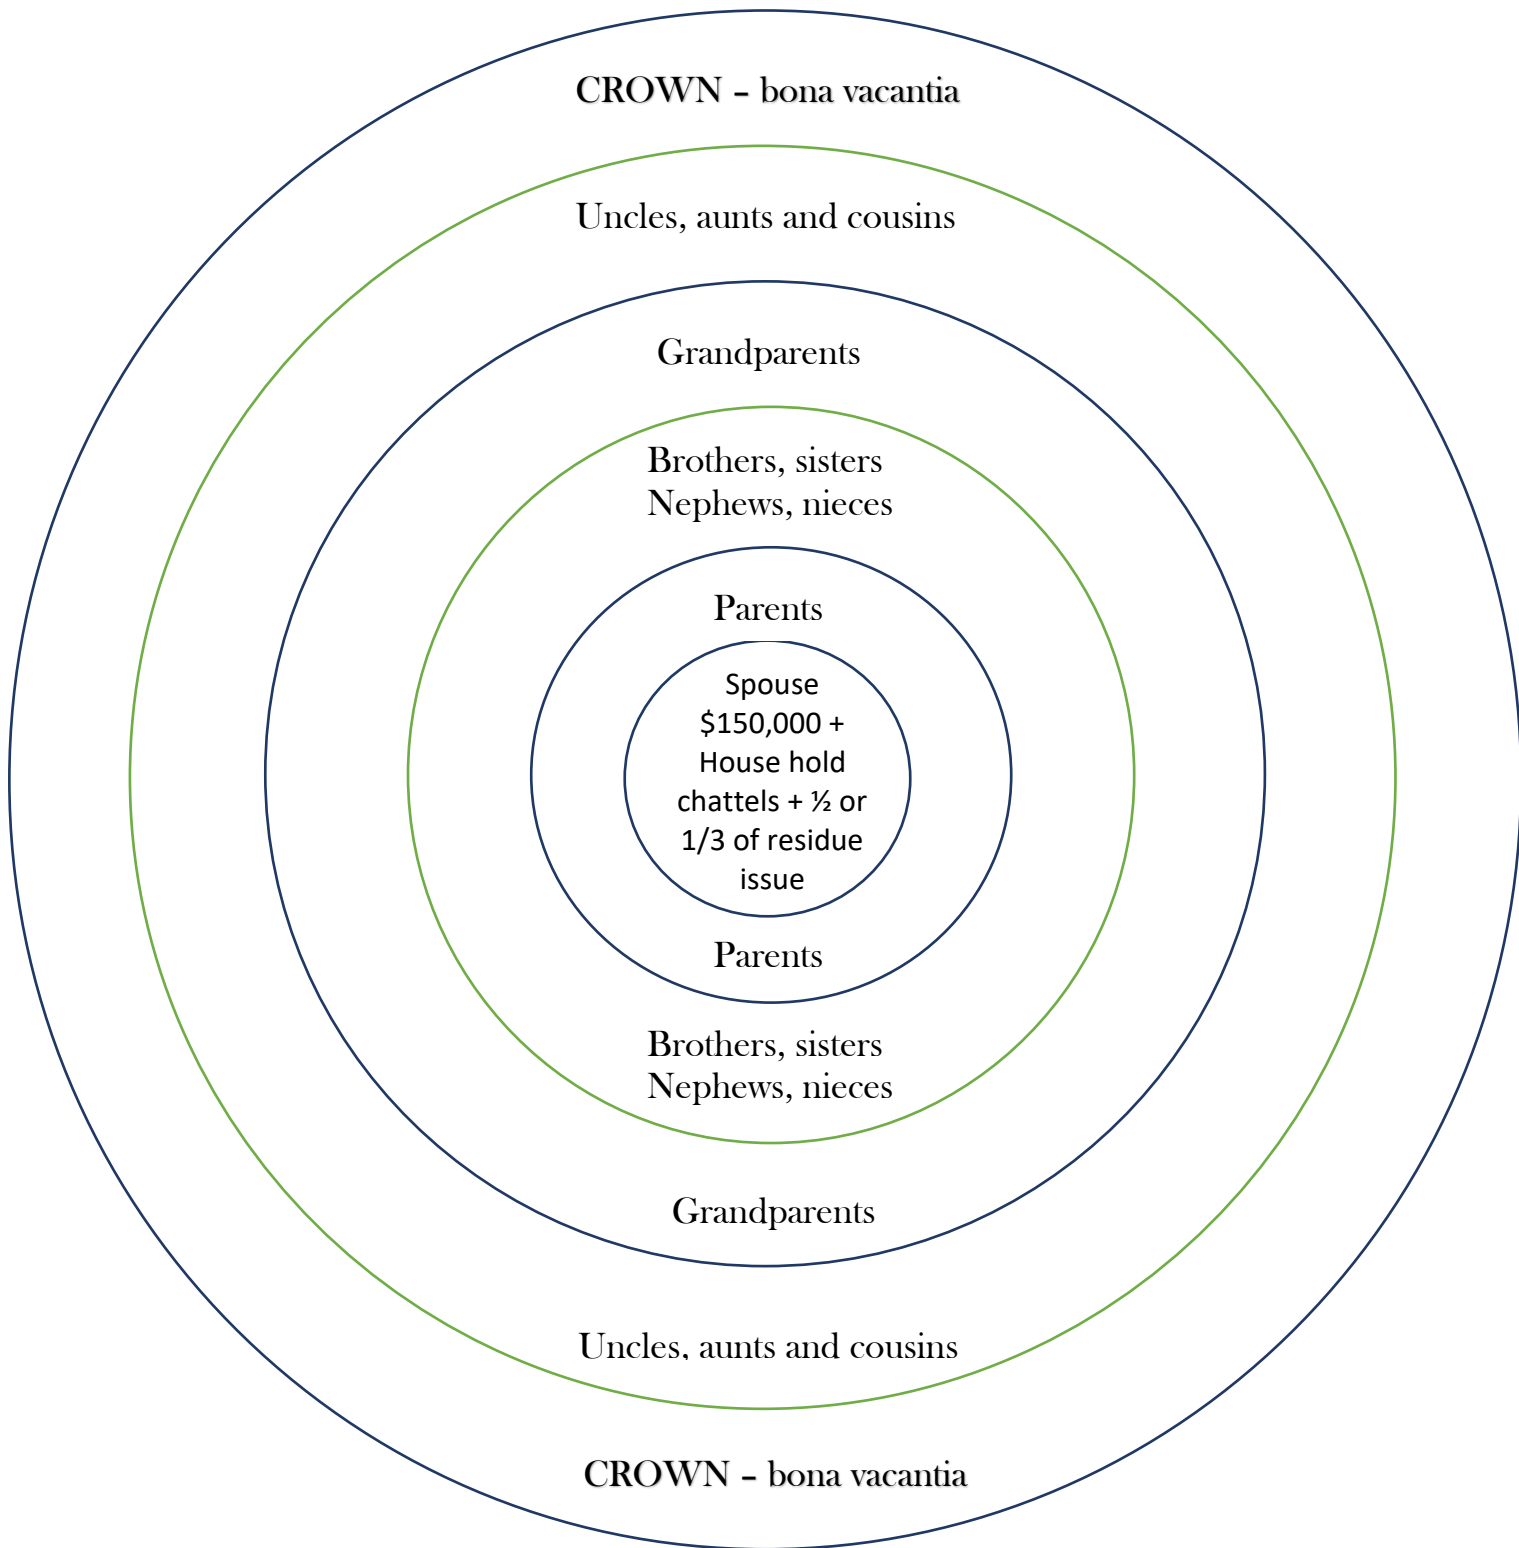 CROWN – bona vacantia
Uncles, aunts and cousins
Grandparents
Brothers, sisters
Nephews, nieces
Parents
Spouse
$150,000 +
House hold
chattels + ½ or
1/3 of residue
issue
Parents
Brothers, sisters
Nephews, nieces
Grandparents
Uncles, aunts and cousins
CROWN – bona vacantia